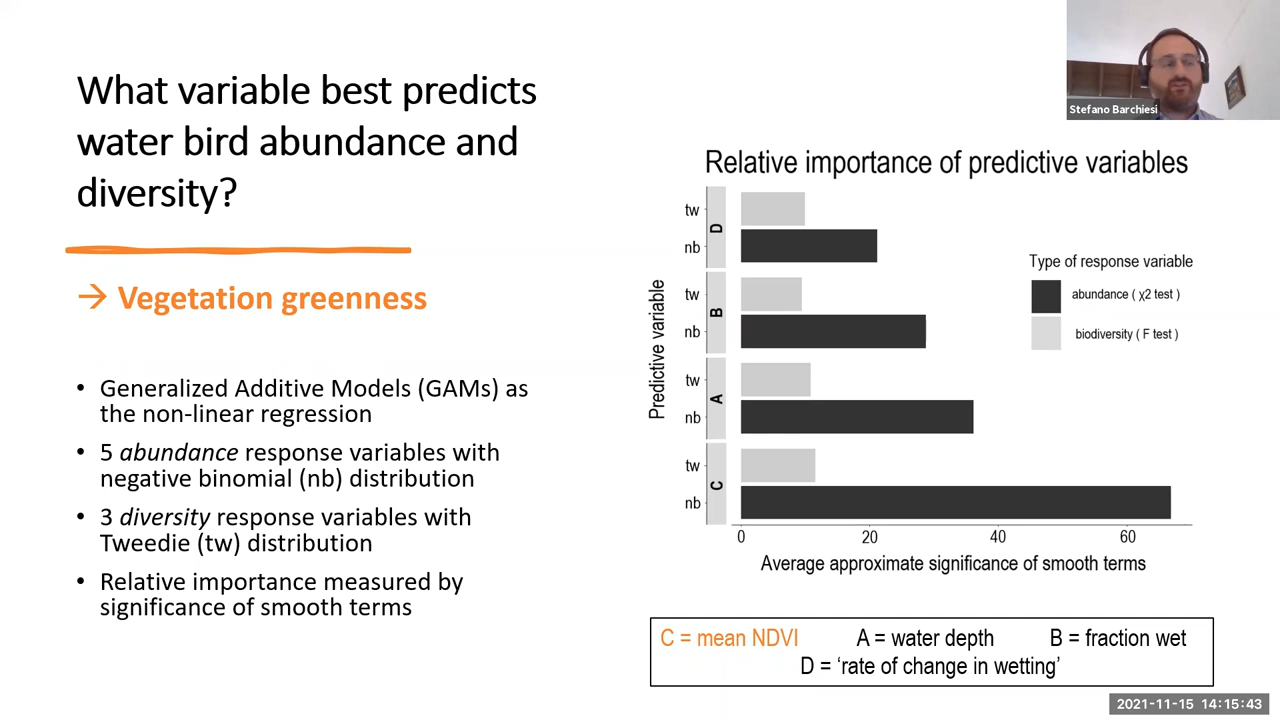 What variable best predicts
water bird abundance and
diversity?
→ Vegetation greenness
• Generalized Additive Models (GAMs) as
the non-linear regression
• 5 abundance response variables with
negative binomial (nb) distribution
• 3 diversity response variables with
Tweedie (tw) distribution
• Relative importance measured by
significance of smooth terms
Stefano Barchiesi
Relative importance of predictive variables
Predictive variable
tw
nb
D
tw
nb
B
tw
nb
A
tw
nb
C
0 20 40 60
Average approximate significance of smooth terms
Type of response variable
abundance ( χ2 test )
biodiversity ( F test )
C = mean NDVI A = water depth B = fraction wet
D = ‘rate of change in wetting’
2021-11-15 14:15:43